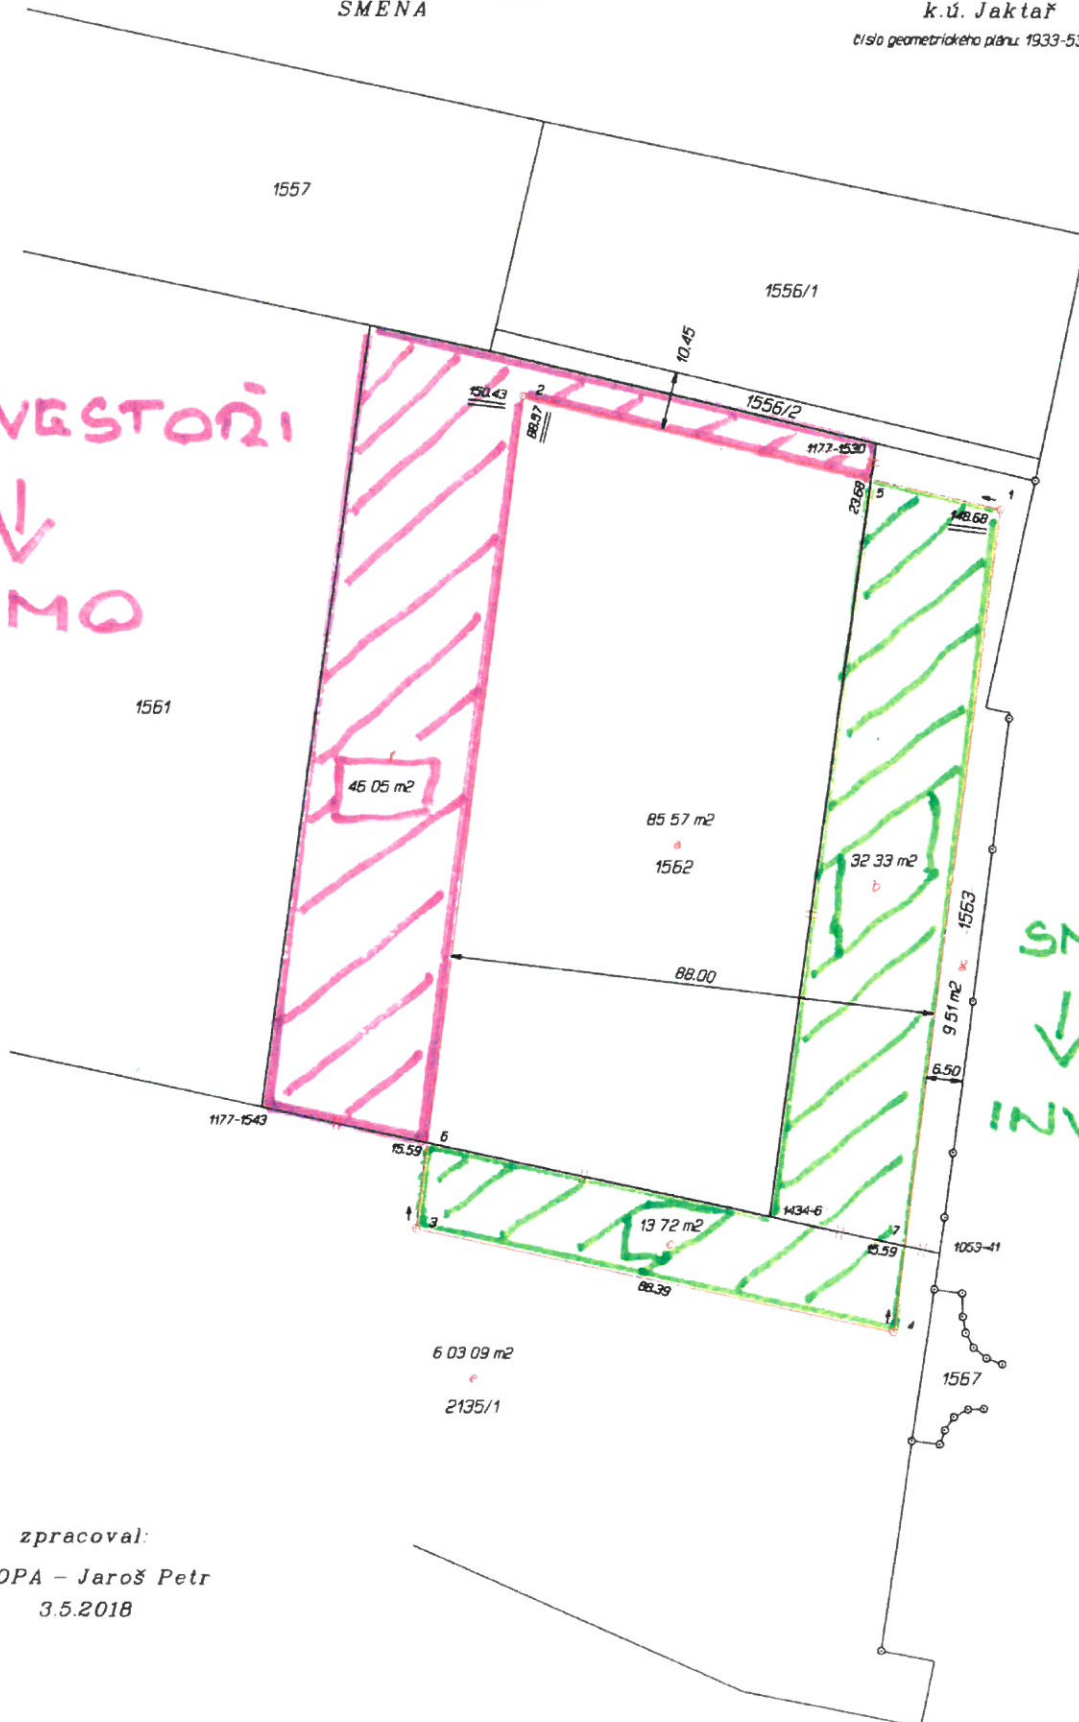 SMĚNA
k.ú. Jaktař
číslo geometrického plánu: 1933-53
1557
1556/1
10.45
1556/2
VESTOŘI
150.43
2
88.57
1177-1530
23.68
5
1
148.68
MO
1561
46 05 m2
85 57 m2
a
1562
32 33 m2
b
1563
9 51 m2
SM
88.00
6.50
INV
1177-1543
15.59
6
3
13 72 m2
c
1434-6
7
15.59
1053-41
88.39
4
6 03 09 m2
e
2135/1
1567
zpracoval:
OPA – Jaroš Petr
3.5.2018